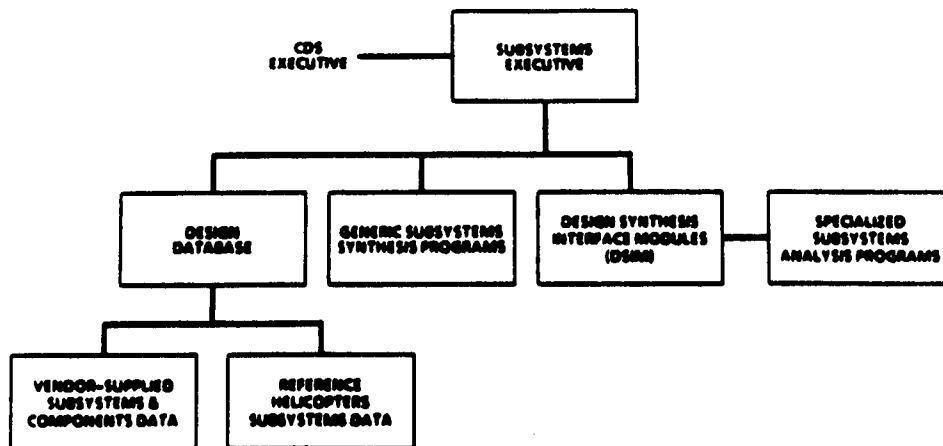 CDS
EXECUTIVE
SUBSYSTEMS
EXECUTIVE
DESIGN
DATABASE
GENERIC SUBSYSTEMS
SYNTHESIS PROGRAMS
DESIGN SYNTHESIS
INTERFACE MODULES
(DSIM)
SPECIALIZED
SUBSYSTEMS
ANALYSIS PROGRAMS
VENDOR-SUPPLIED
SUBSYSTEMS &
COMPONENTS DATA
REFERENCE
HELICOPTERS
SUBSYSTEMS DATA